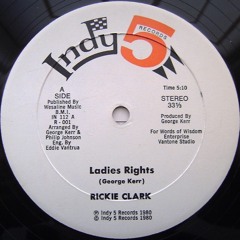 Indy 5
RECORDS
A
SIDE
Published By
Wesaline Music
B.M.I.
IN 112 A
R - 001
Arranged By
George Kerr &
Philip Johnson
Eng. By
Eddie Vantrua
Time 5:10
STEREO
33⅓
Produced By
George Kerr
For Words of Wisdom
Enterprise
Vantone Studio
Ladies Rights
(George Kerr)
RICKIE CLARK
Ⓟ Indy 5 Records 1980
© Indy 5 Records 1980